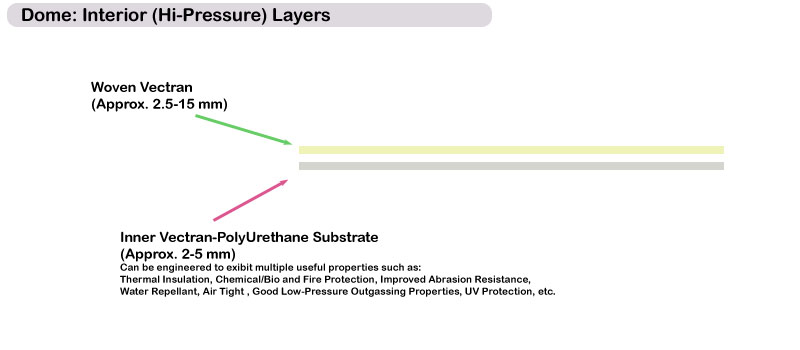 Dome: Interior (Hi-Pressure) Layers
Woven Vectran
(Approx. 2.5-15 mm)
Inner Vectran-PolyUrethane Substrate
(Approx. 2-5 mm)
Can be engineered to exibit multiple useful properties such as:
Thermal Insulation, Chemical/Bio and Fire Protection, Improved Abrasion Resistance,
Water Repellant, Air Tight , Good Low-Pressure Outgassing Properties, UV Protection, etc.